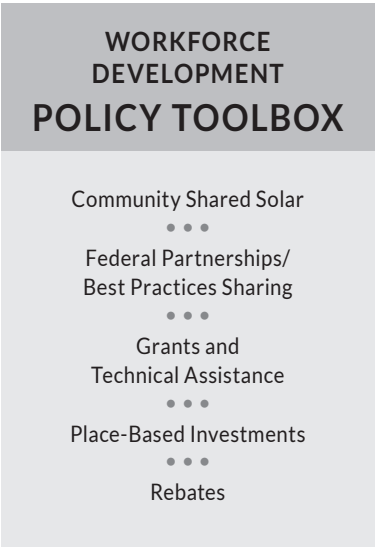 WORKFORCE
DEVELOPMENT
POLICY TOOLBOX
Community Shared Solar
Federal Partnerships/
Best Practices Sharing
Grants and
Technical Assistance
Place-Based Investments
Rebates